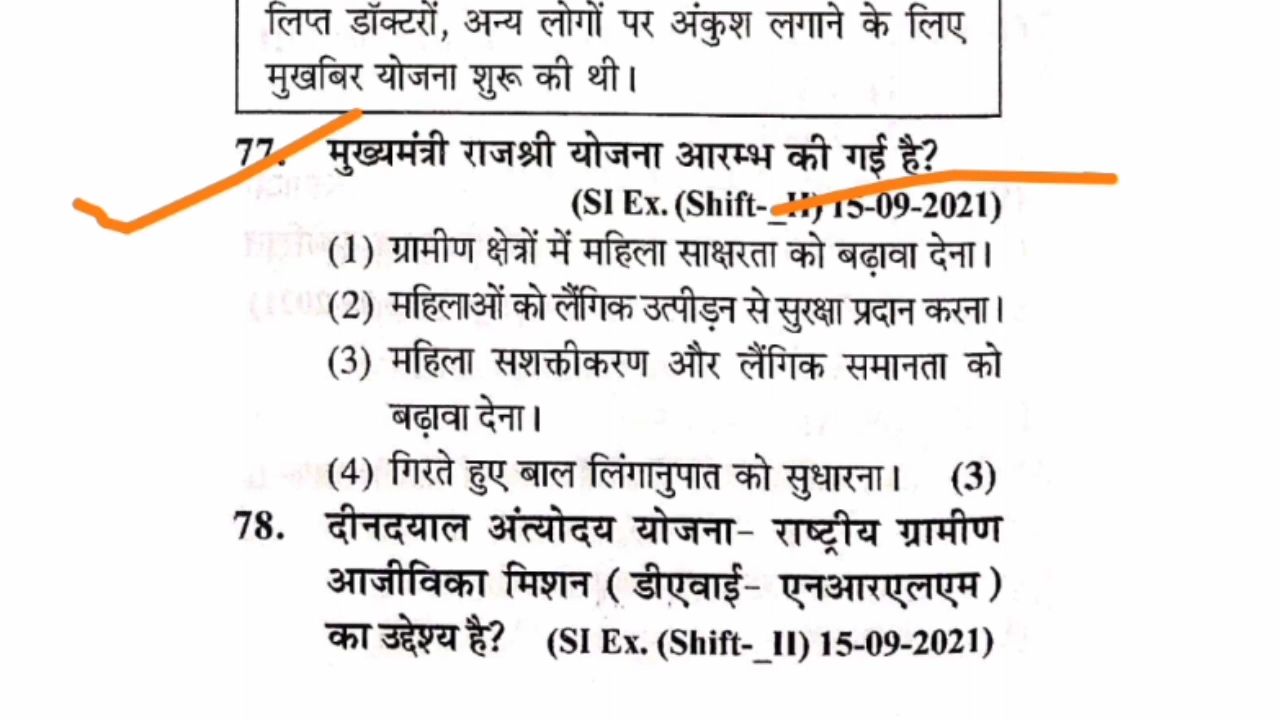 लिप्त डॉक्टरों, अन्य लोगों पर अंकुश लगाने के लिए
मुखबिर योजना शुरू की थी।
77. मुख्यमंत्री राजश्री योजना आरम्भ की गई है?
(SI Ex. (Shift-_II) 15-09-2021)
(1) ग्रामीण क्षेत्रों में महिला साक्षरता को बढ़ावा देना।
(2) महिलाओं को लैंगिक उत्पीड़न से सुरक्षा प्रदान करना।
(3) महिला सशक्तीकरण और लैंगिक समानता को
बढ़ावा देना।
(4) गिरते हुए बाल लिंगानुपात को सुधारना। (3)
78. दीनदयाल अंत्योदय योजना- राष्ट्रीय ग्रामीण
आजीविका मिशन ( डीएवाई- एनआरएलएम )
का उद्देश्य है? (SI Ex. (Shift-_II) 15-09-2021)